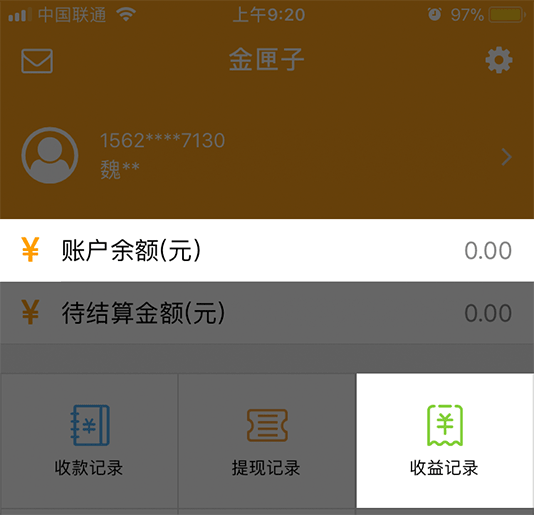 中国联通 上午9:20 97%
金匣子
1562****7130
魏**
¥ 账户余额(元) 0.00
¥ 待结算金额(元) 0.00
收款记录 提现记录 收益记录